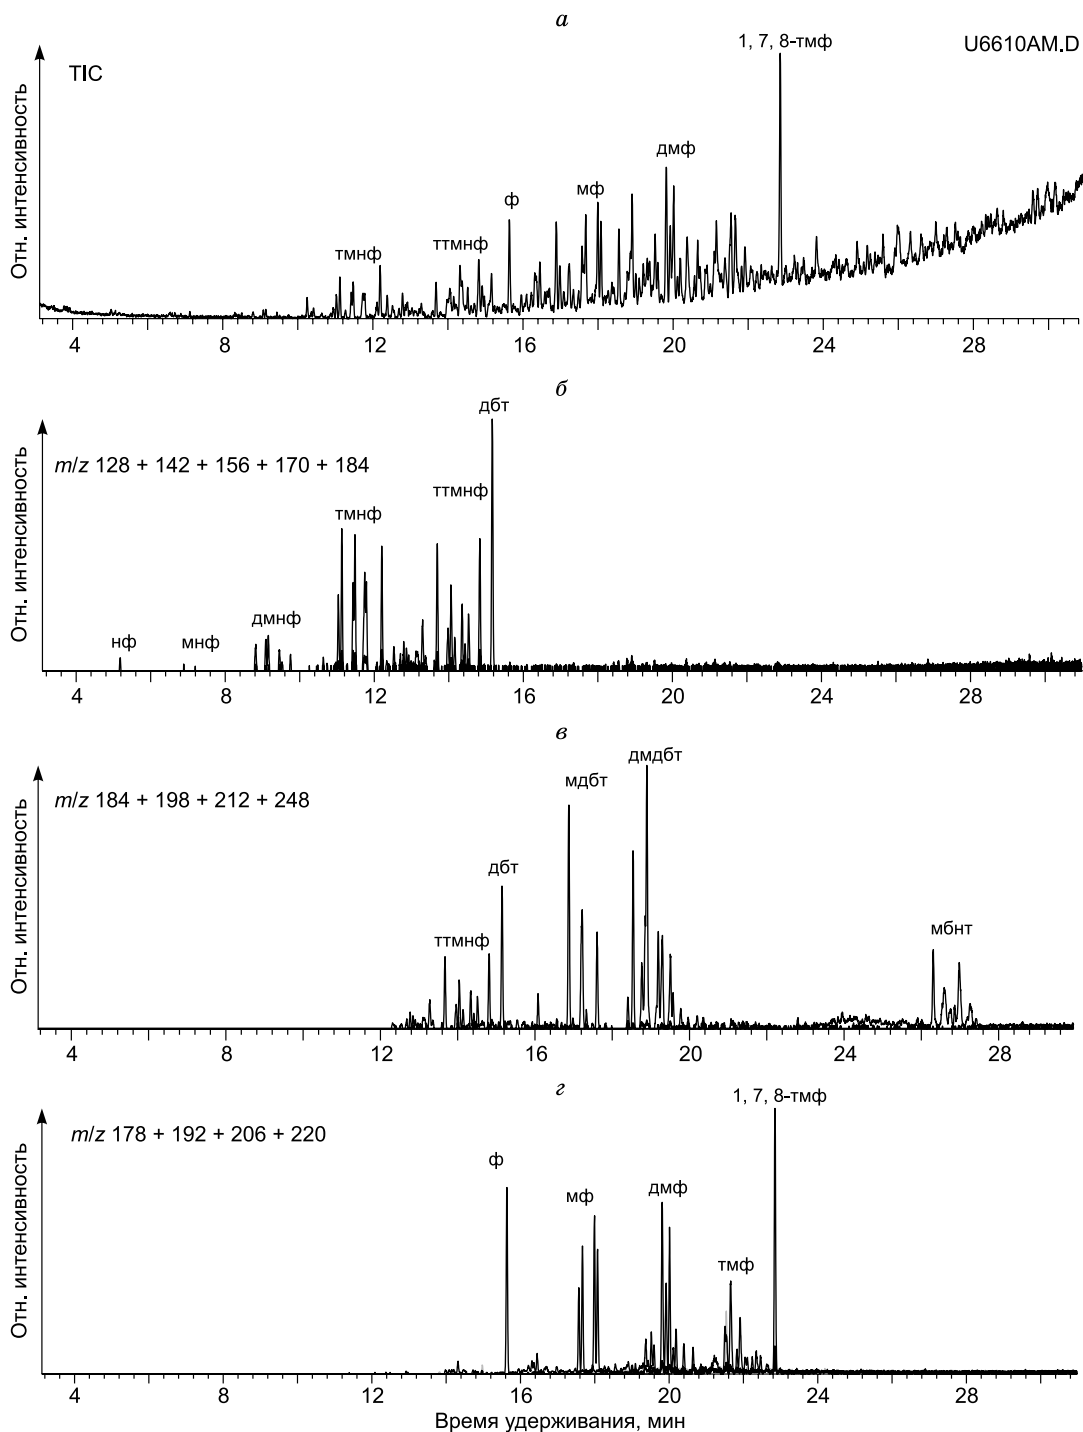 а
1, 7, 8-тмф
U6610AM.D
TIC
Отн. интенсивность
дмф
мф
ф
ттмнф
тмнф
4 8 12 16 20 24 28
б
дбт
m/z 128 + 142 + 156 + 170 + 184
Отн. интенсивность
ттмнф
тмнф
дмнф
нф
мнф
4 8 12 16 20 24 28
в
дмдбт
мдбт
m/z 184 + 198 + 212 + 248
Отн. интенсивность
дбт
ттмнф
мбнт
4 8 12 16 20 24 28
г
1, 7, 8-тмф
m/z 178 + 192 + 206 + 220
Отн. интенсивность
ф
мф
дмф
тмф
4 8 12 16 20 24 28
Время удерживания, мин